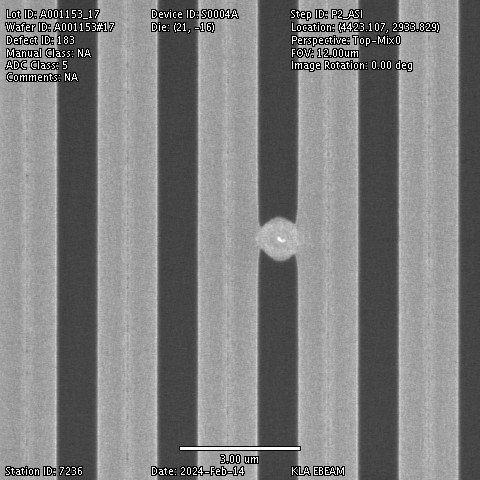 Lot ID: A001153_17 Device ID: S0004A Step ID: P2_ASI
Wafer ID: A001153#17 Die: (21, -16) Location: (4423.107, 2933.829)
Defect ID: 183 Perspective: Top-Mix0
Manual Class: NA FOV: 12.00um
ADC Class: 5 Image Rotation: 0.00 deg
Comments: NA
3.00 um
Station ID: 7236 Date: 2024-Feb-14 KLA EBEAM